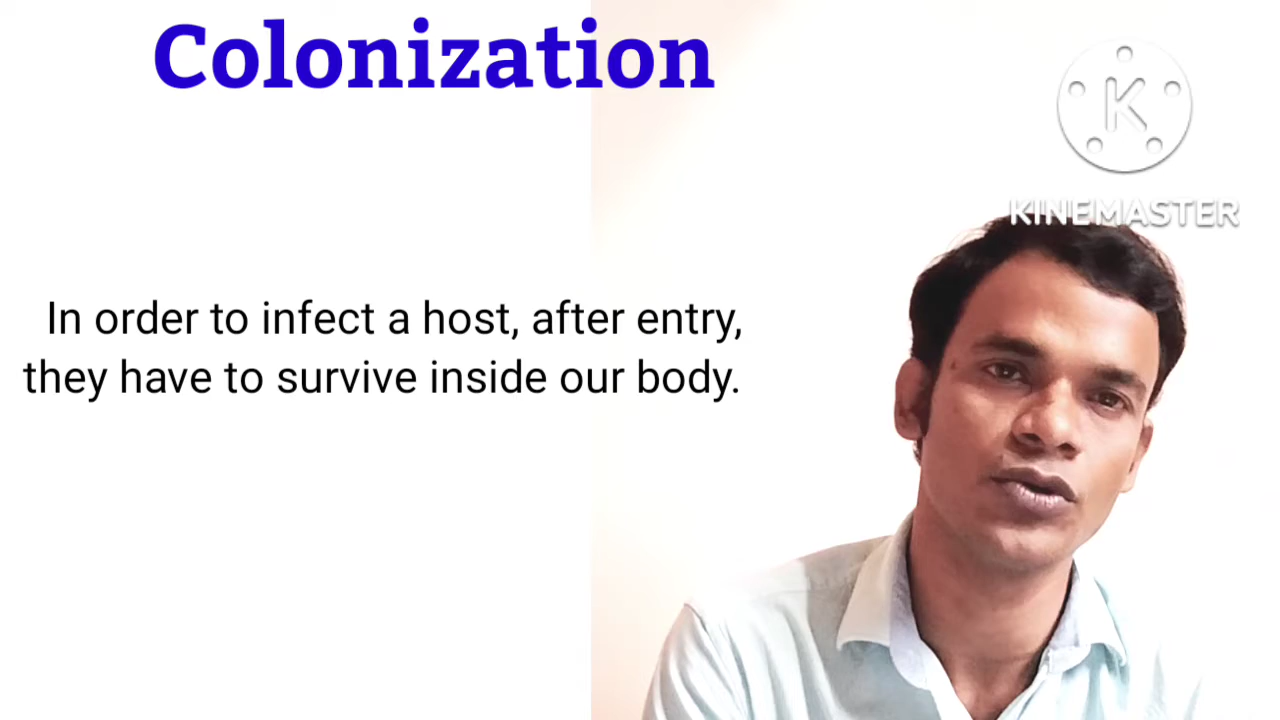 Colonization
K
KINEMASTER
In order to infect a host, after entry,
they have to survive inside our body.